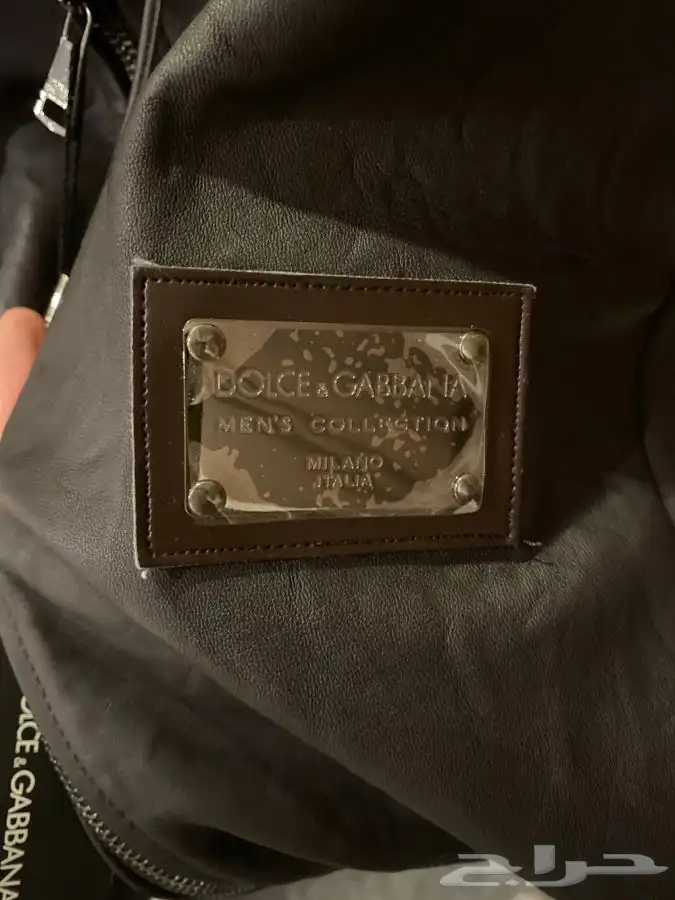 DOLCE & GABBANA
MEN'S COLLECTION
MILANO
ITALIA
DOLCE & GABBANA
حراج